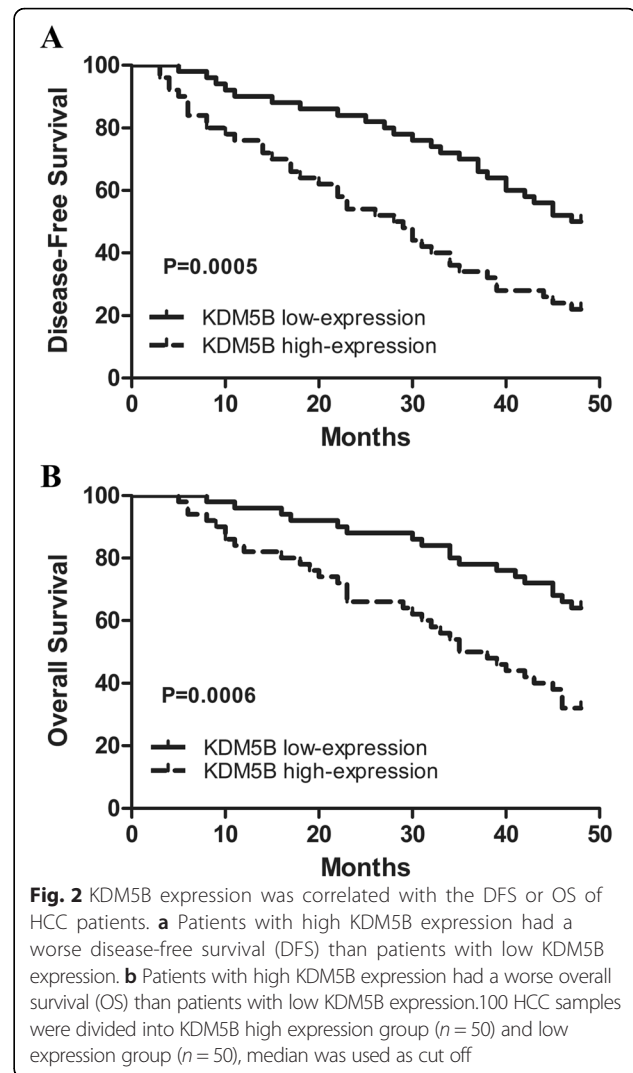 A
100
80
60
40
20
0
Disease-Free Survival
P=0.0005
KDM5B low-expression
KDM5B high-expression
0 10 20 30 40 50
Months
B
100
80
60
40
20
0
Overall Survival
P=0.0006
KDM5B low-expression
KDM5B high-expression
0 10 20 30 40 50
Months
Fig. 2 KDM5B expression was correlated with the DFS or OS of
HCC patients. a Patients with high KDM5B expression had a
worse disease-free survival (DFS) than patients with low KDM5B
expression. b Patients with high KDM5B expression had a worse overall
survival (OS) than patients with low KDM5B expression.100 HCC samples
were divided into KDM5B high expression group (n = 50) and low
expression group (n = 50), median was used as cut off